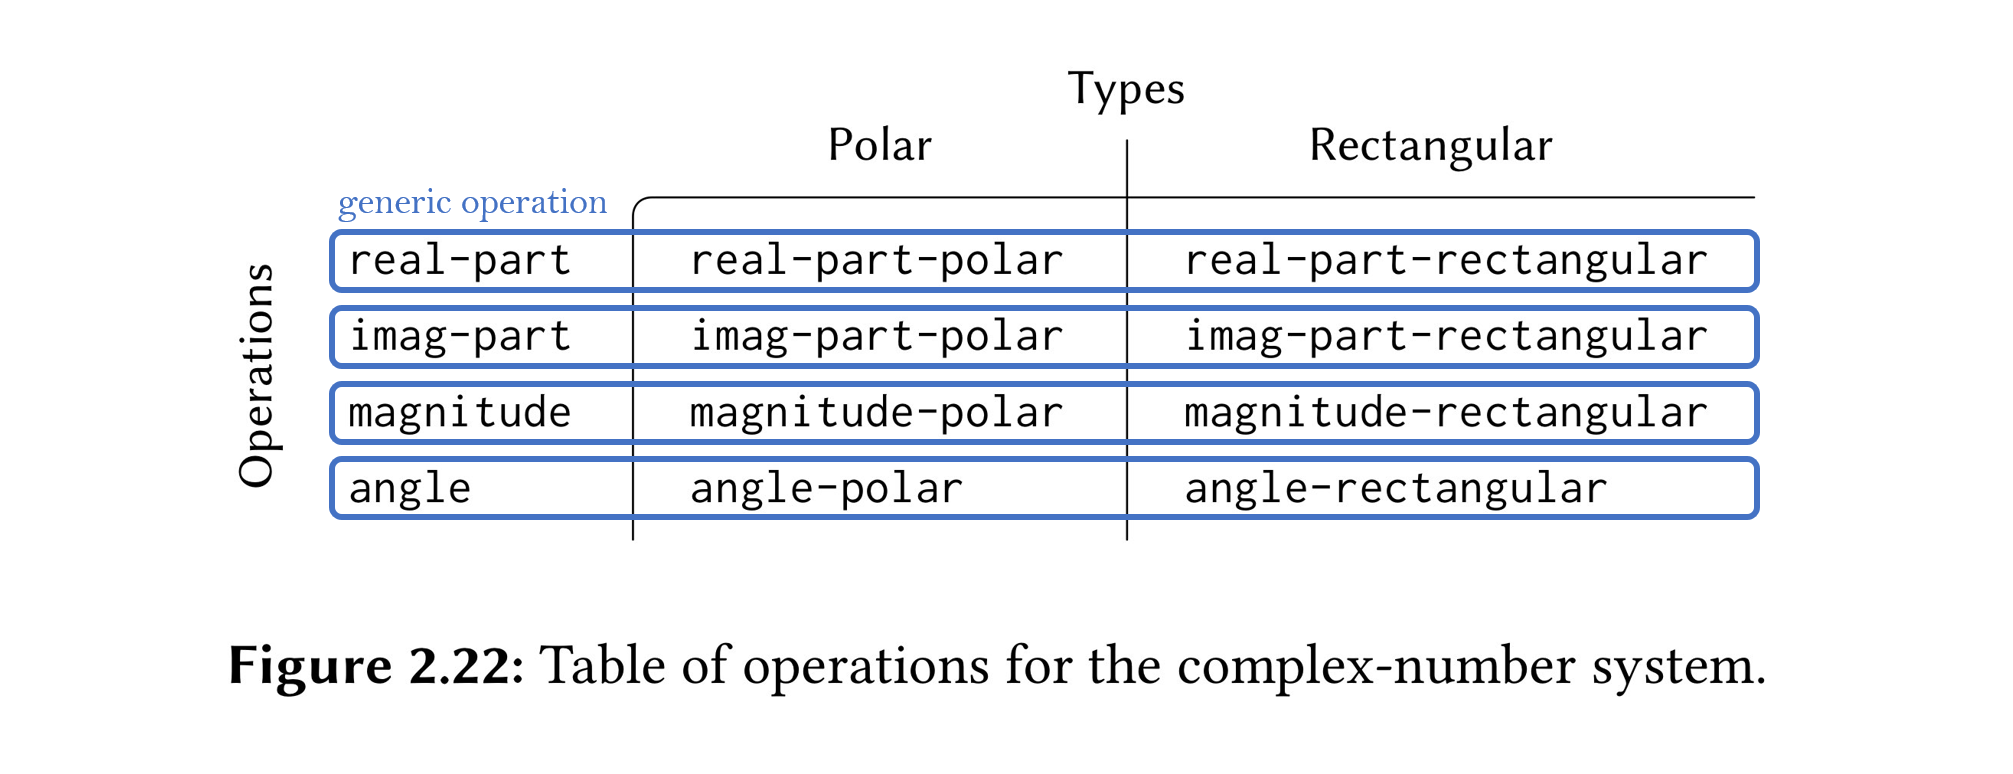 Types
Polar Rectangular
generic operation
Operations
real-part real-part-polar real-part-rectangular
imag-part imag-part-polar imag-part-rectangular
magnitude magnitude-polar magnitude-rectangular
angle angle-polar angle-rectangular
Figure 2.22: Table of operations for the complex-number system.